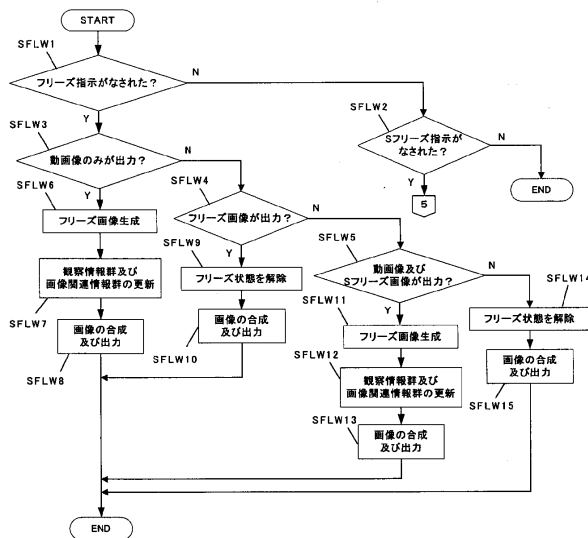 START
SFLW1
フリーズ指示がなされた?
N
Y
SFLW2
Sフリーズ指示が
なされた?
N
Y
5
END
SFLW3
動画像のみが出力?
N
Y
SFLW4
フリーズ画像が出力?
N
Y
SFLW5
動画像及び
Sフリーズ画像が出力?
N
Y
SFLW6
フリーズ画像生成
SFLW7
観察情報群及び
画像関連情報群の更新
SFLW8
画像の合成
及び出力
SFLW9
フリーズ状態を解除
SFLW10
画像の合成
及び出力
SFLW11
フリーズ画像生成
SFLW12
観察情報群及び
画像関連情報群の更新
SFLW13
画像の合成
及び出力
SFLW14
フリーズ状態を解除
SFLW15
画像の合成
及び出力
END